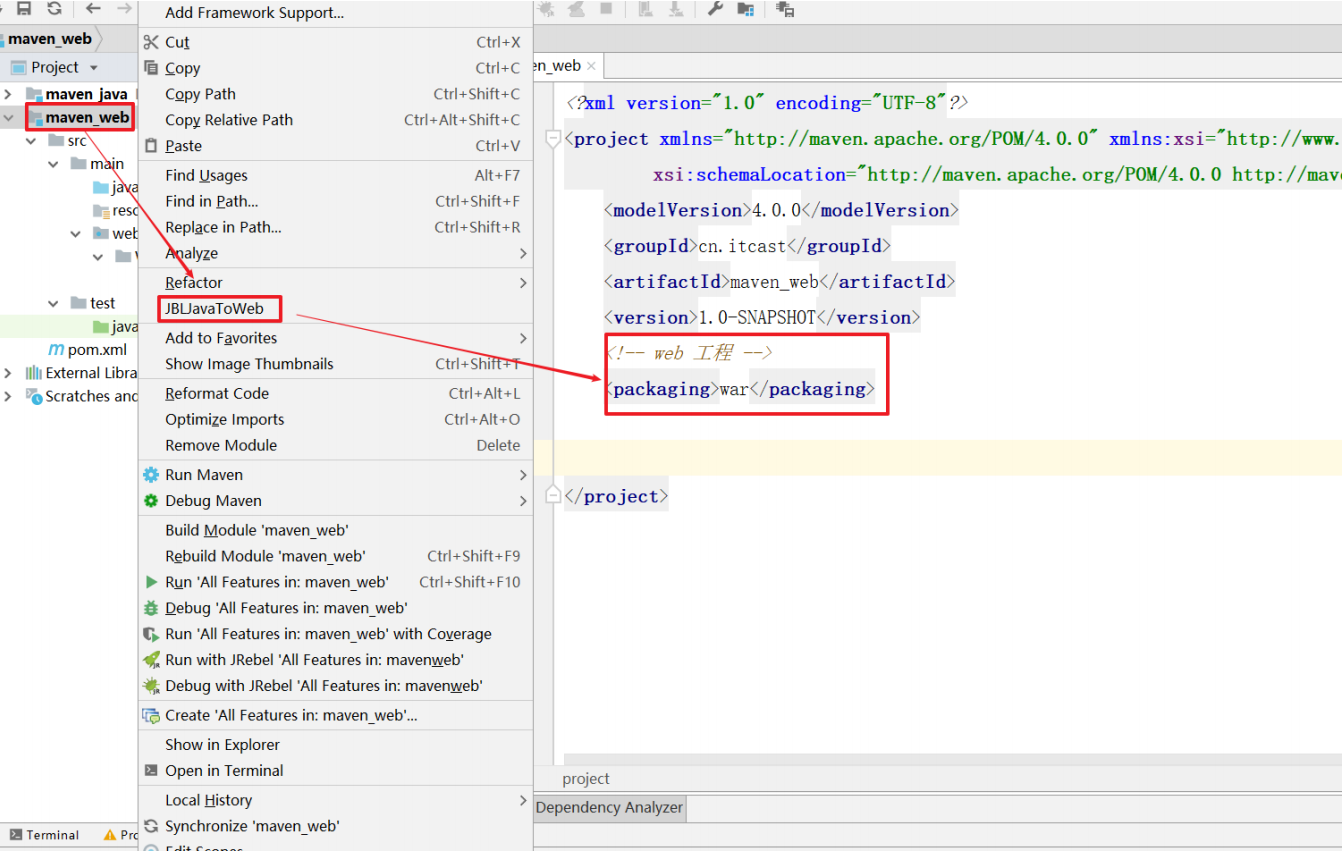 Add Framework Support...
maven_web
Project
maven_java
maven_web
src
main
java
web
test
java
pom.xml
External Libra
Scratches and
Terminal
Cut Ctrl+X
Copy Ctrl+C
Copy Path Ctrl+Shift+C
Copy Relative Path Ctrl+Alt+Shift+C
Paste Ctrl+V
Find Usages Alt+F7
Find in Path... Ctrl+Shift+F
Replace in Path... Ctrl+Shift+R
Analyze
Refactor
JBLJavaToWeb
Add to Favorites
Show Image Thumbnails Ctrl+Shift+T
Reformat Code Ctrl+Alt+L
Optimize Imports Ctrl+Alt+O
Remove Module Delete
Run Maven
Debug Maven
Build Module 'maven_web'
Rebuild Module 'maven_web' Ctrl+Shift+F9
Run 'All Features in: maven_web' Ctrl+Shift+F10
Debug 'All Features in: maven_web'
Run 'All Features in: maven_web' with Coverage
Run with JRebel 'All Features in: mavenweb'
Debug with JRebel 'All Features in: mavenweb'
Create 'All Features in: maven_web'...
Show in Explorer
Open in Terminal
Local History
Synchronize 'maven_web'
Edit Scopes
en_web
<?xml version="1.0" encoding="UTF-8"?>
<project xmlns="http://maven.apache.org/POM/4.0.0" xmlns:xsi="http://www.
xsi:schemaLocation="http://maven.apache.org/POM/4.0.0 http://mav
<modelVersion>4.0.0</modelVersion>
<groupId>cn.itcast</groupId>
<artifactId>maven_web</artifactId>
<version>1.0-SNAPSHOT</version>
<!-- web 工程 -->
<packaging>war</packaging>
</project>
project
Dependency Analyzer